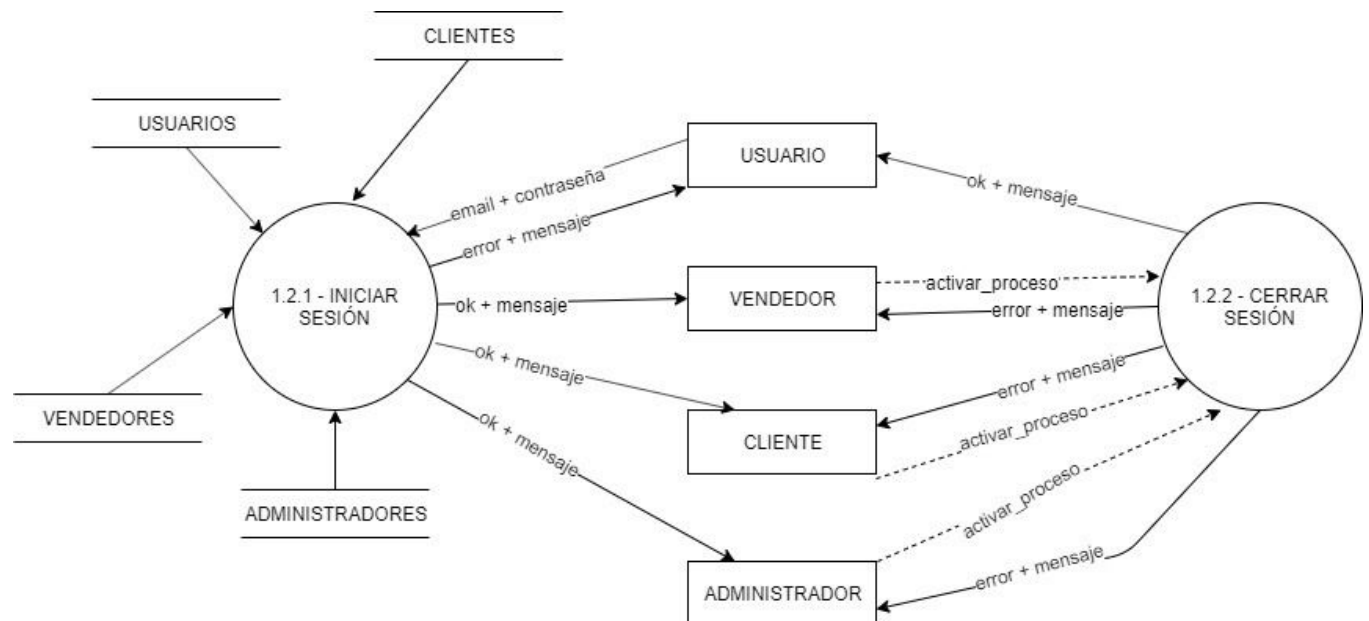 CLIENTES
USUARIOS
USUARIO
email + contraseña
ok + mensaje
error + mensaje
1.2.1 - INICIAR
SESIÓN
ok + mensaje
VENDEDOR
activar_proceso
error + mensaje
1.2.2 - CERRAR
SESIÓN
ok + mensaje
error + mensaje
VENDEDORES
ok + mensaje
CLIENTE
activar_proceso
ADMINISTRADORES
activar_proceso
ADMINISTRADOR
error + mensaje